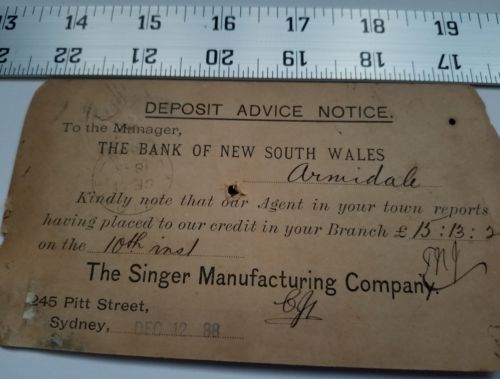 13 14 15 16 17 18 19
15 20 19 18 17
DEPOSIT ADVICE NOTICE.
To the Manager,
THE BANK OF NEW SOUTH WALES
Armidale
Kindly note that our Agent in your town reports
having placed to our credit in your Branch £ 15:13:2
on the 10th inst
The Singer Manufacturing Company.
245 Pitt Street,
Sydney, DEC 12 88